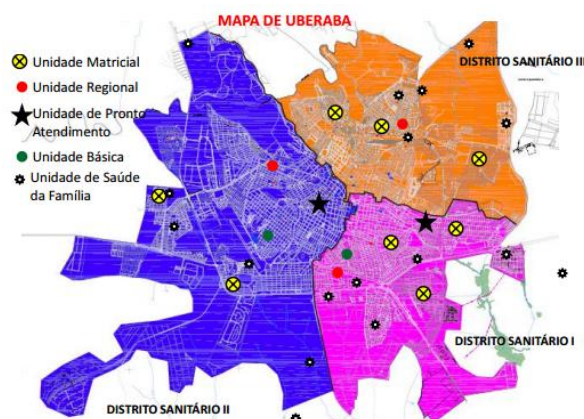 MAPA DE UBERABA
DISTRITO SANITÁRIO III
Unidade Matricial
Unidade Regional
Unidade de Pronto
Atendimento
Unidade Básica
Unidade de Saúde
da Família
DISTRITO SANITÁRIO I
DISTRITO SANITÁRIO II